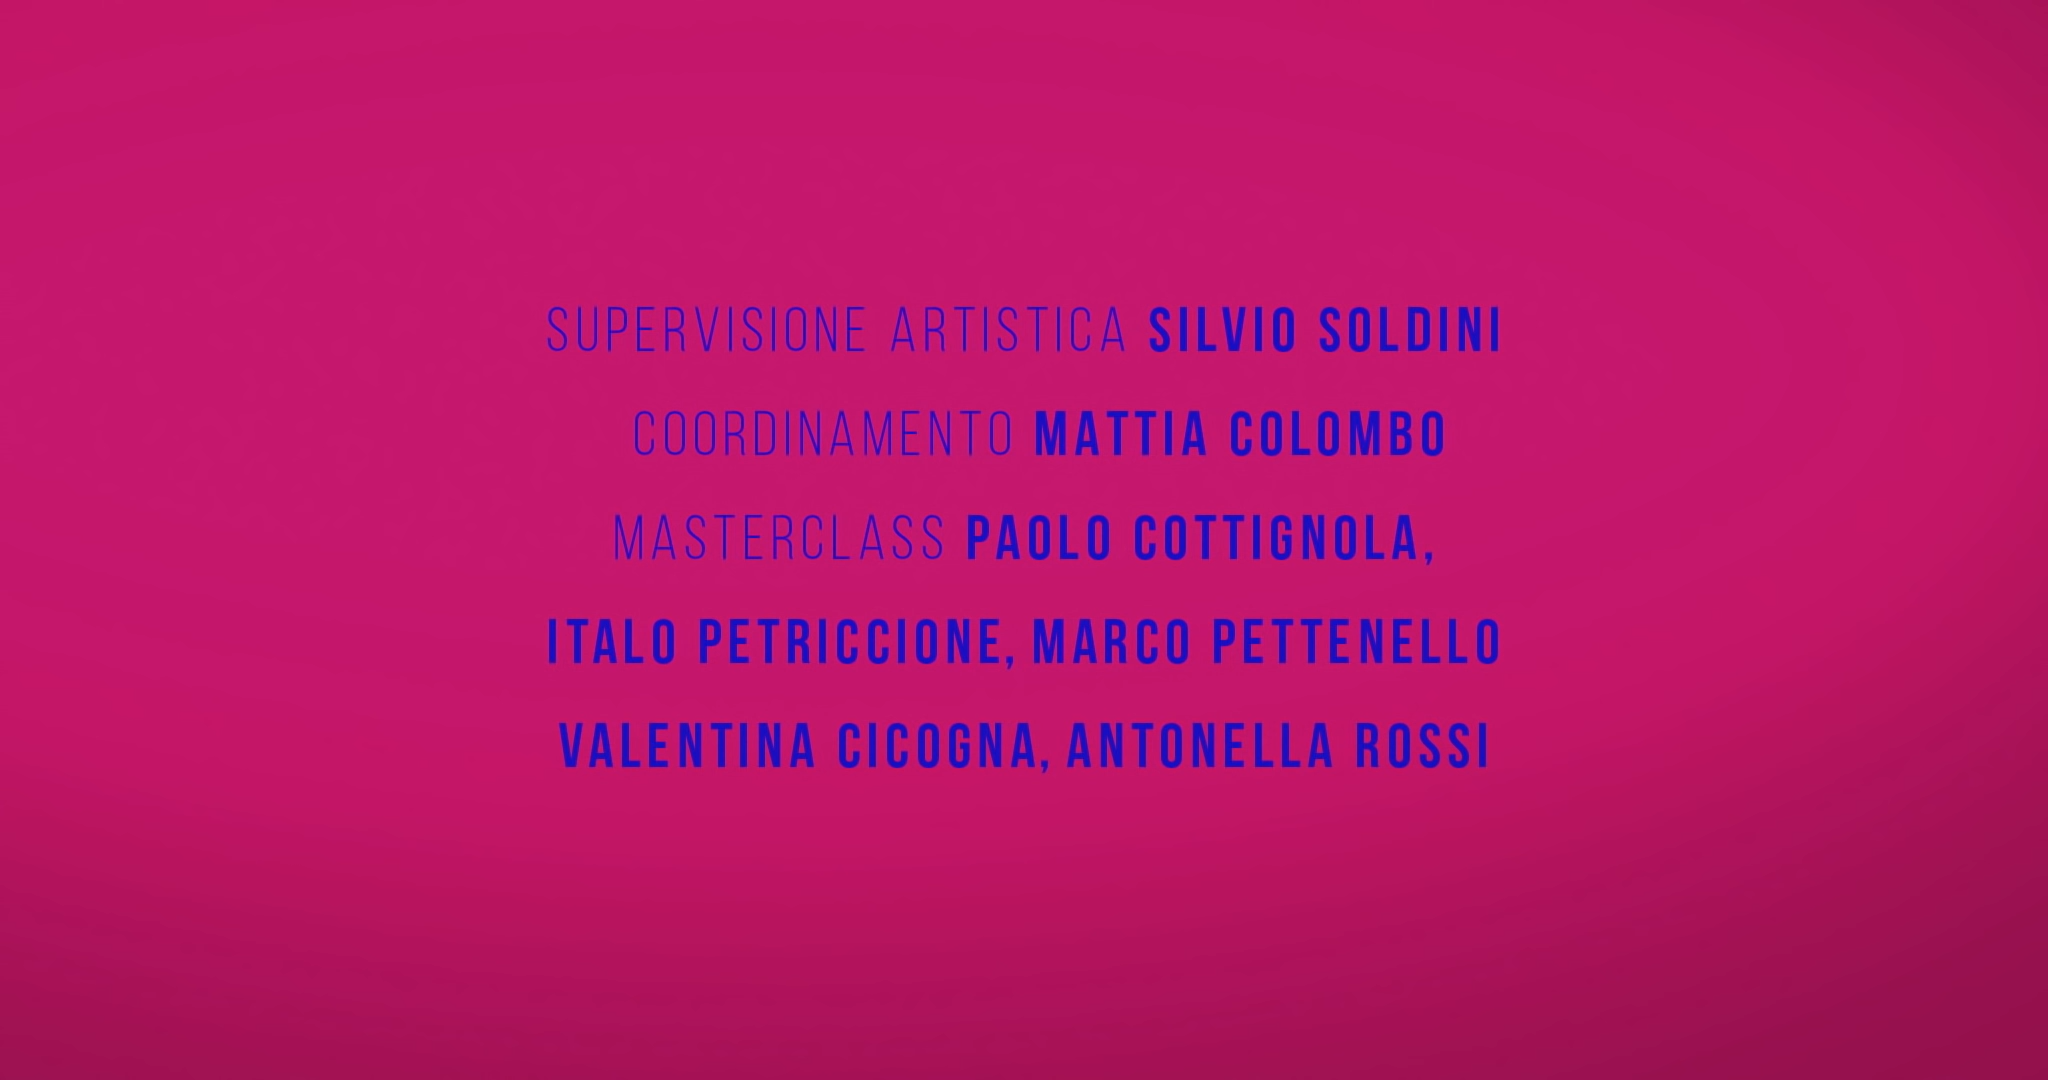 SUPERVISIONE ARTISTICA SILVIO SOLDINI
COORDINAMENTO MATTIA COLOMBO
MASTERCLASS PAOLO COTTIGNOLA,
ITALO PETRICCIONE, MARCO PETTENELLO
VALENTINA CICOGNA, ANTONELLA ROSSI